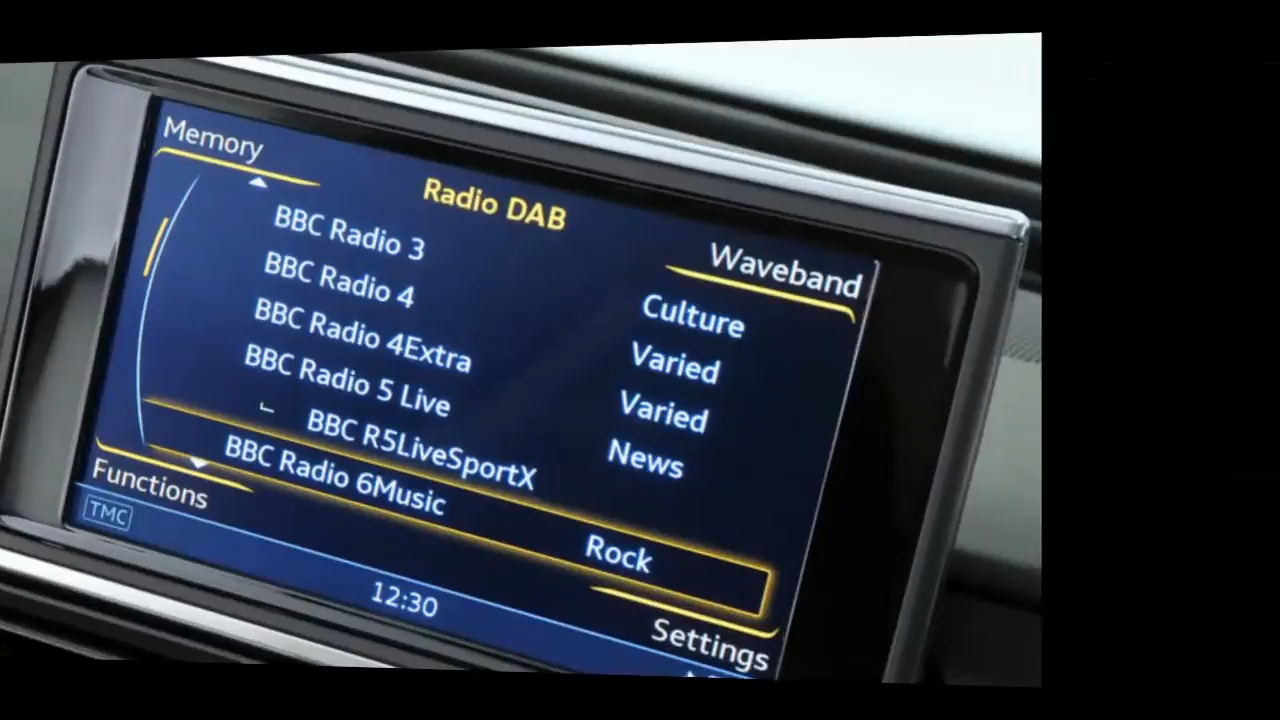 Memory
Radio DAB
Waveband
BBC Radio 3
Culture
BBC Radio 4
Varied
BBC Radio 4Extra
Varied
BBC Radio 5 Live
News
BBC R5LiveSportX
BBC Radio 6Music
Rock
Functions
Settings
TMC
12:30